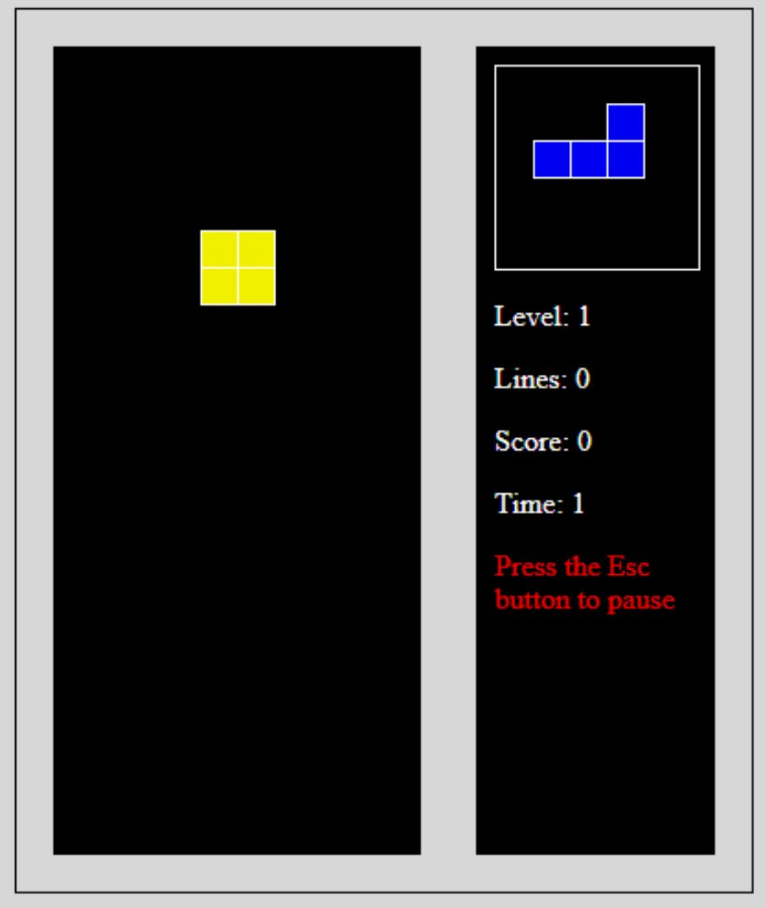 Level: 1
Lines: 0
Score: 0
Time: 1
Press the Esc
button to pause